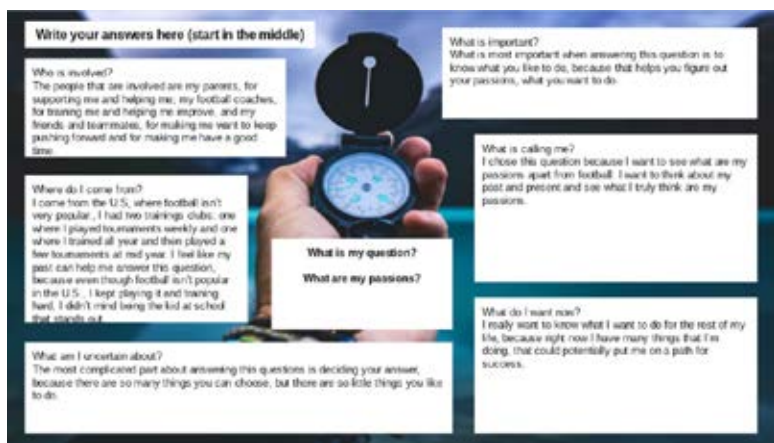 Write your answers here (start in the middle)
Who is involved?
The people that are involved are my parents, for
supporting me and helping me, my football coaches,
for training me and helping me improve, and my
friends and teammates, for making me want to keep
pushing forward and for making me have a good
time
Where do I come from?
I come from the U.S, where football isn't
very popular., I had two trainings clubs, one
where I played tournaments weekly and one
where I trained all year and then played a
few tournaments at mid year. I feel like my
past can help me answer this question,
because even though football isn't popular
in the U.S., I kept playing it and training
hard, I didn't mind being the kid at school
that stands out
What am I uncertain about?
The most complicated part about answering this questions is deciding your answer,
because there are so many things you can choose, but there are so little things you like
to do.
What is my question?
What are my passions?
What is important?
What is most important when answering this question is to
know what you like to do, because that helps you figure out
your passions, what you want to do.
What is calling me?
I chose this question because I want to see what are my
passions apart from football. I want to think about my
past and present and see what I truly think are my
passions.
What do I want now?
I really want to know what I want to do for the rest of my
life, because right now I have many things that I'm
doing, that could potentially put me on a path for
success.